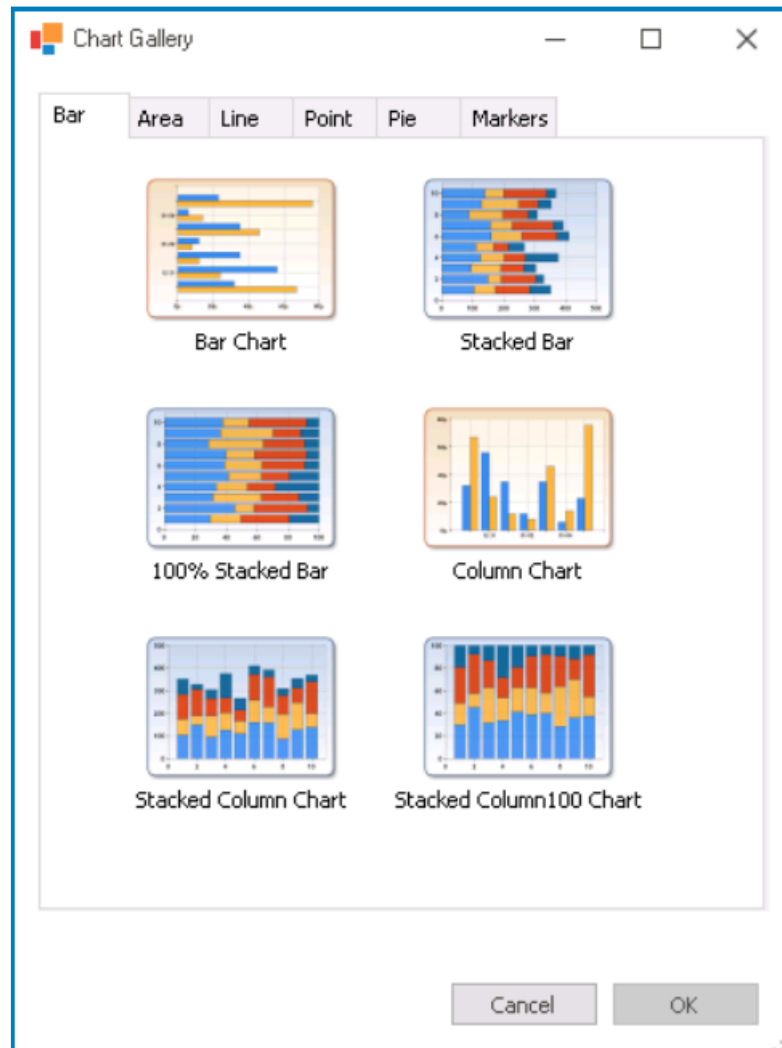 Chart Gallery
Bar Area Line Point Pie Markers
Bar Chart Stacked Bar
100% Stacked Bar Column Chart
Stacked Column Chart Stacked Column100 Chart
Cancel OK